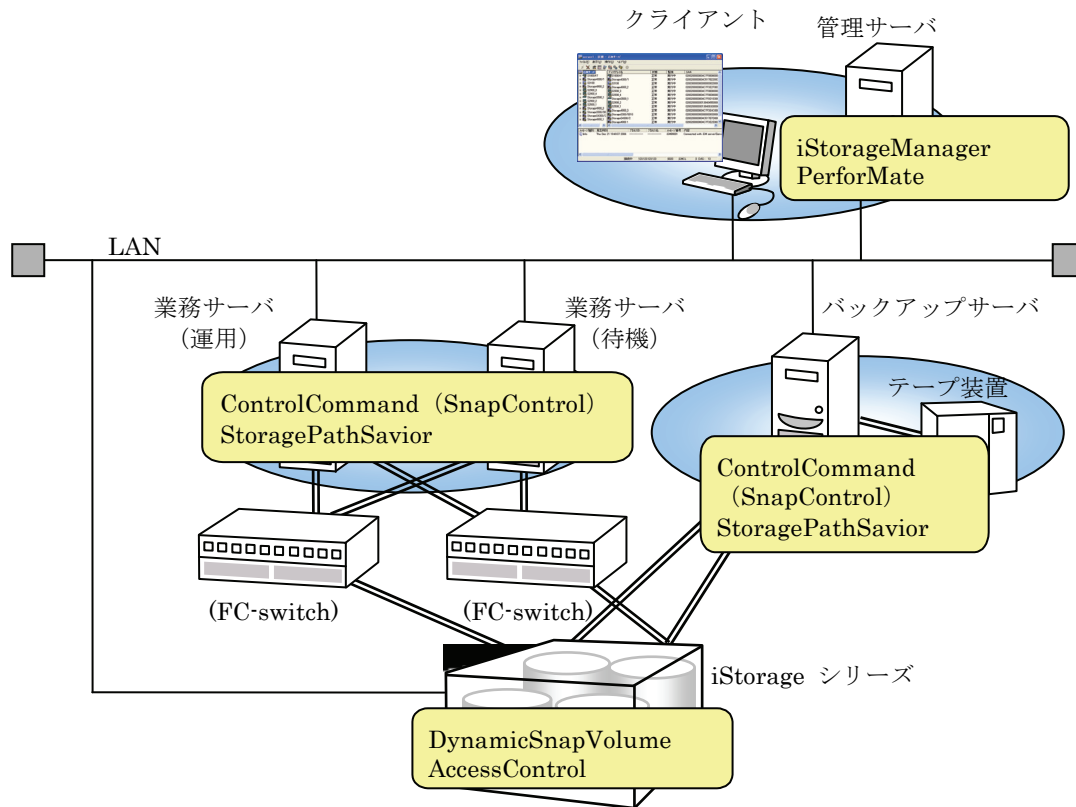 クライアント
管理サーバ
iStorageManager
PerforMate
LAN
業務サーバ
（運用）
業務サーバ
（待機）
バックアップサーバ
テープ装置
ControlCommand（SnapControl）
StoragePathSavior
ControlCommand
（SnapControl）
StoragePathSavior
(FC-switch)
(FC-switch)
iStorage シリーズ
DynamicSnapVolume
AccessControl